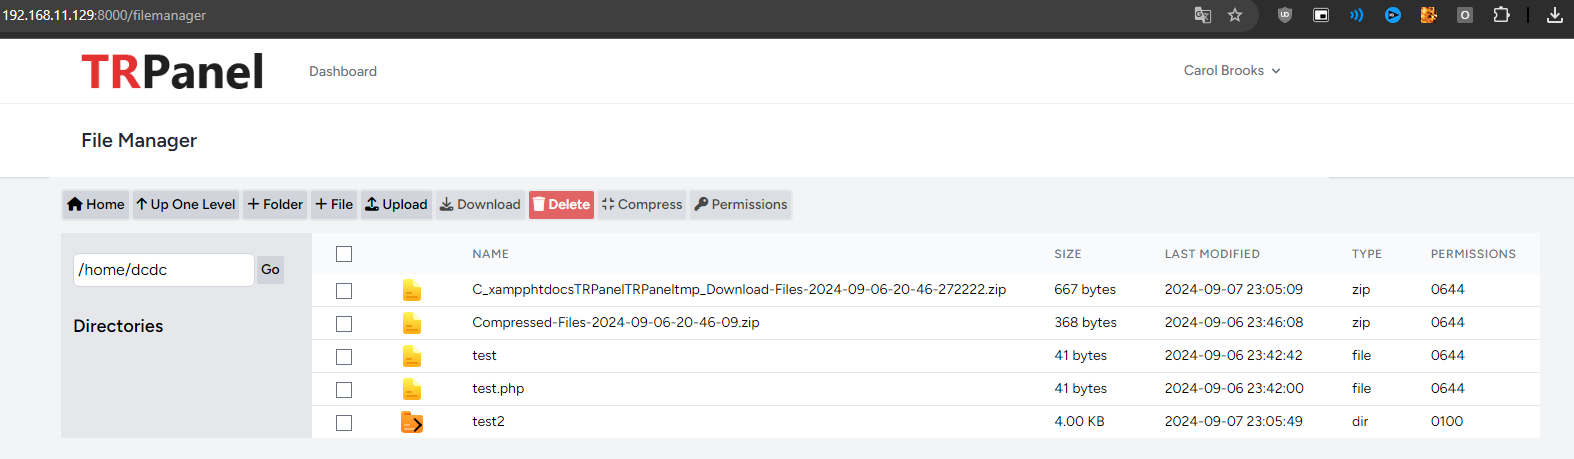 192.168.11.129:8000/filemanager
TRPanel Dashboard Carol Brooks
File Manager
Home Up One Level + Folder + File Upload Download Delete Compress Permissions
/home/dcdc Go
Directories
NAME SIZE LAST MODIFIED TYPE PERMISSIONS
C_xampphtdocsTRPanelTRPaneltmp_Download-Files-2024-09-06-20-46-272222.zip 667 bytes 2024-09-07 23:05:09 zip 0644
Compressed-Files-2024-09-06-20-46-09.zip 368 bytes 2024-09-06 23:46:08 zip 0644
test 41 bytes 2024-09-06 23:42:42 file 0644
test.php 41 bytes 2024-09-06 23:42:00 file 0644
test2 4.00 KB 2024-09-07 23:05:49 dir 0100